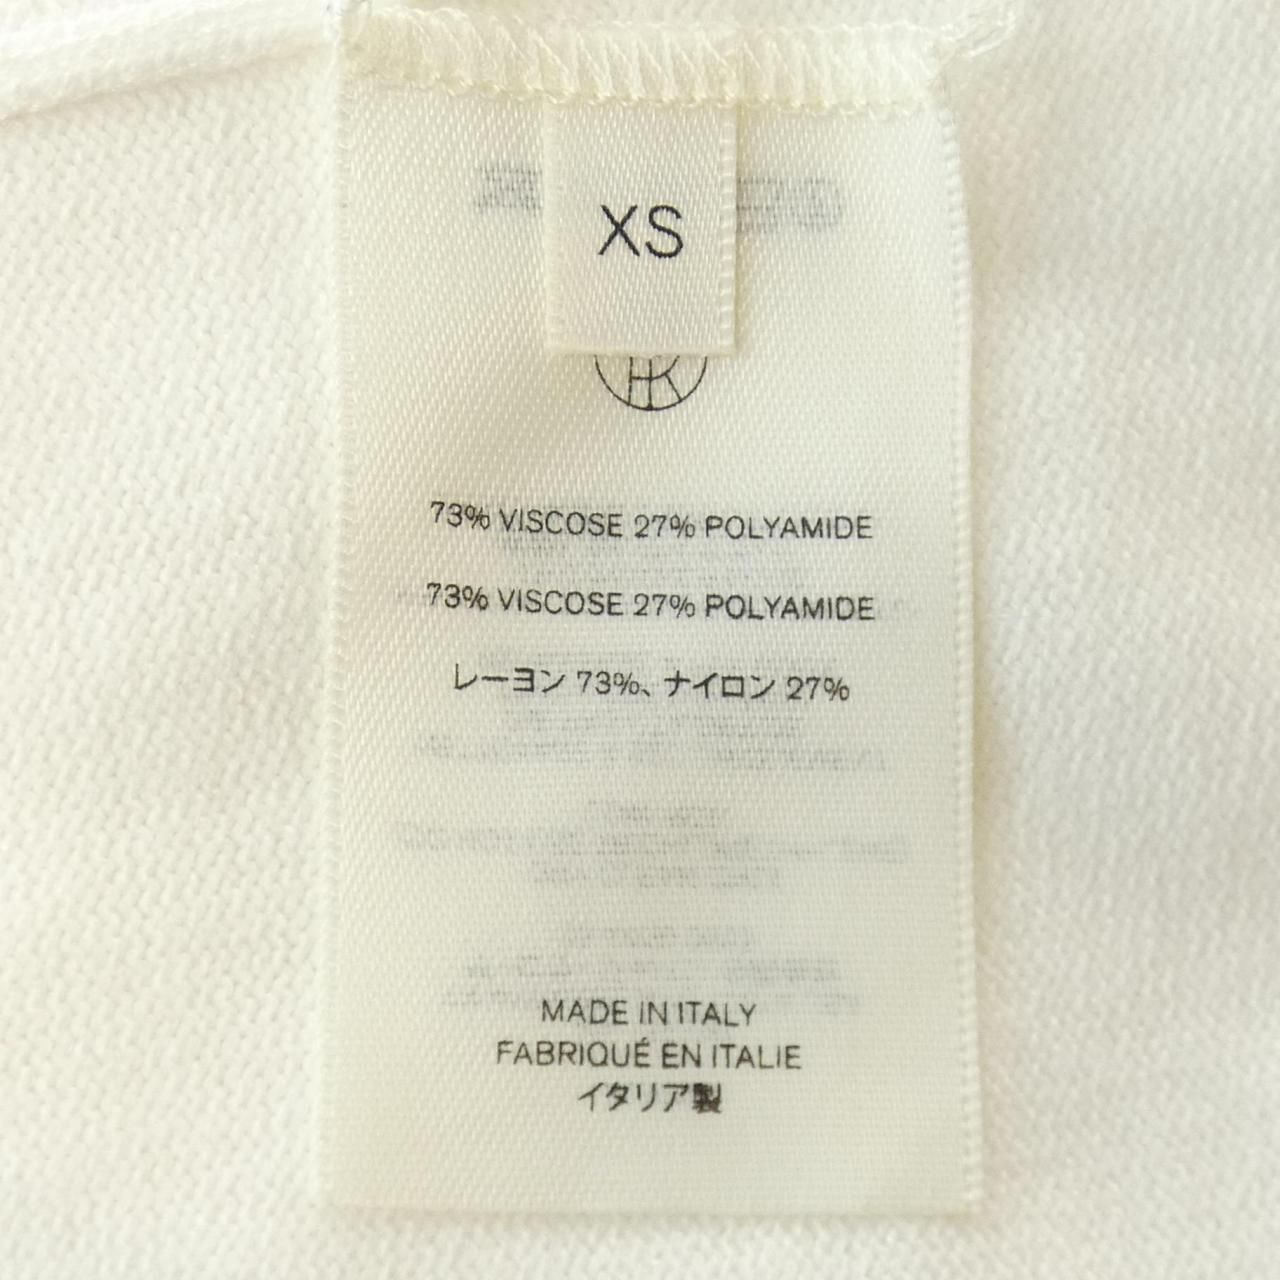 XS
73% VISCOSE 27% POLYAMIDE
73% VISCOSE 27% POLYAMIDE
レーヨン 73%、ナイロン 27%
MADE IN ITALY
FABRIQUÉ EN ITALIE
イタリア製